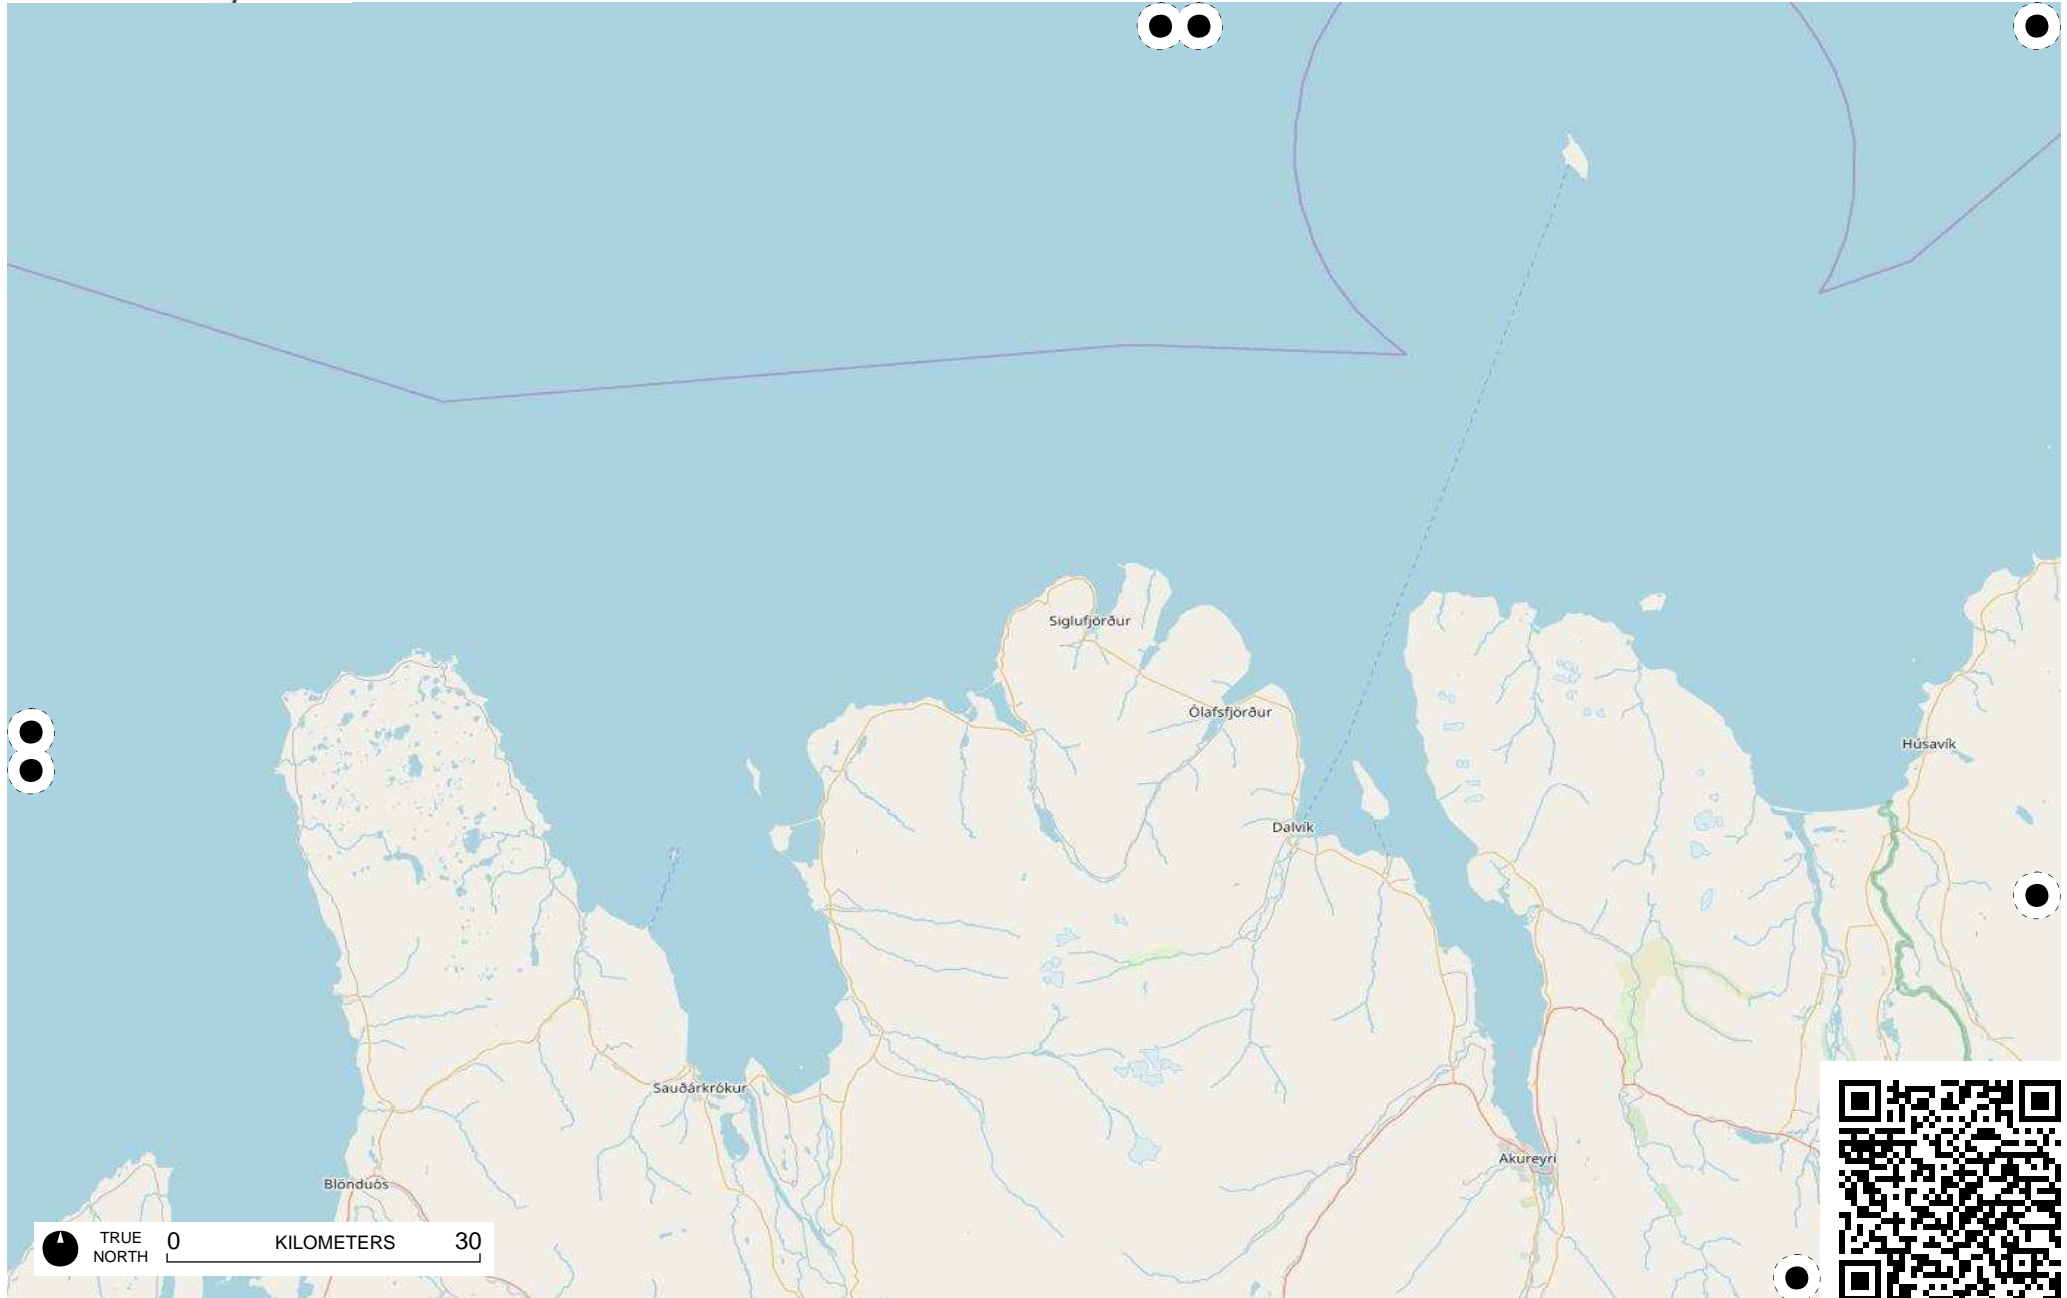 Siglufjörður
Ólafsfjörður
Húsavík
Dalvík
Sauðárkrókur
Akureyri
Blönduós
TRUE
NORTH
0 KILOMETERS 30